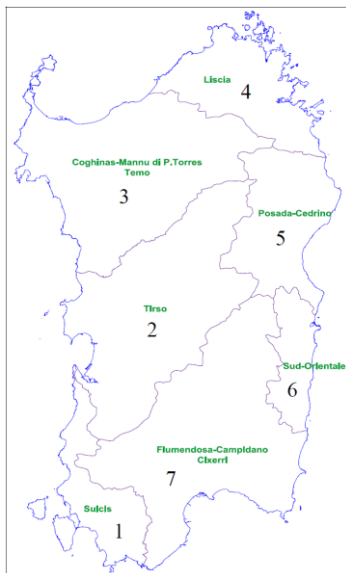 Liscia
4
Coghinas-Mannu di P.Torres
Temo
3
Posada-Cedrino
5
Tirso
2
Sud-Orientale
6
Flumendosa-Campidano
Cixerri
7
Sulcis
1